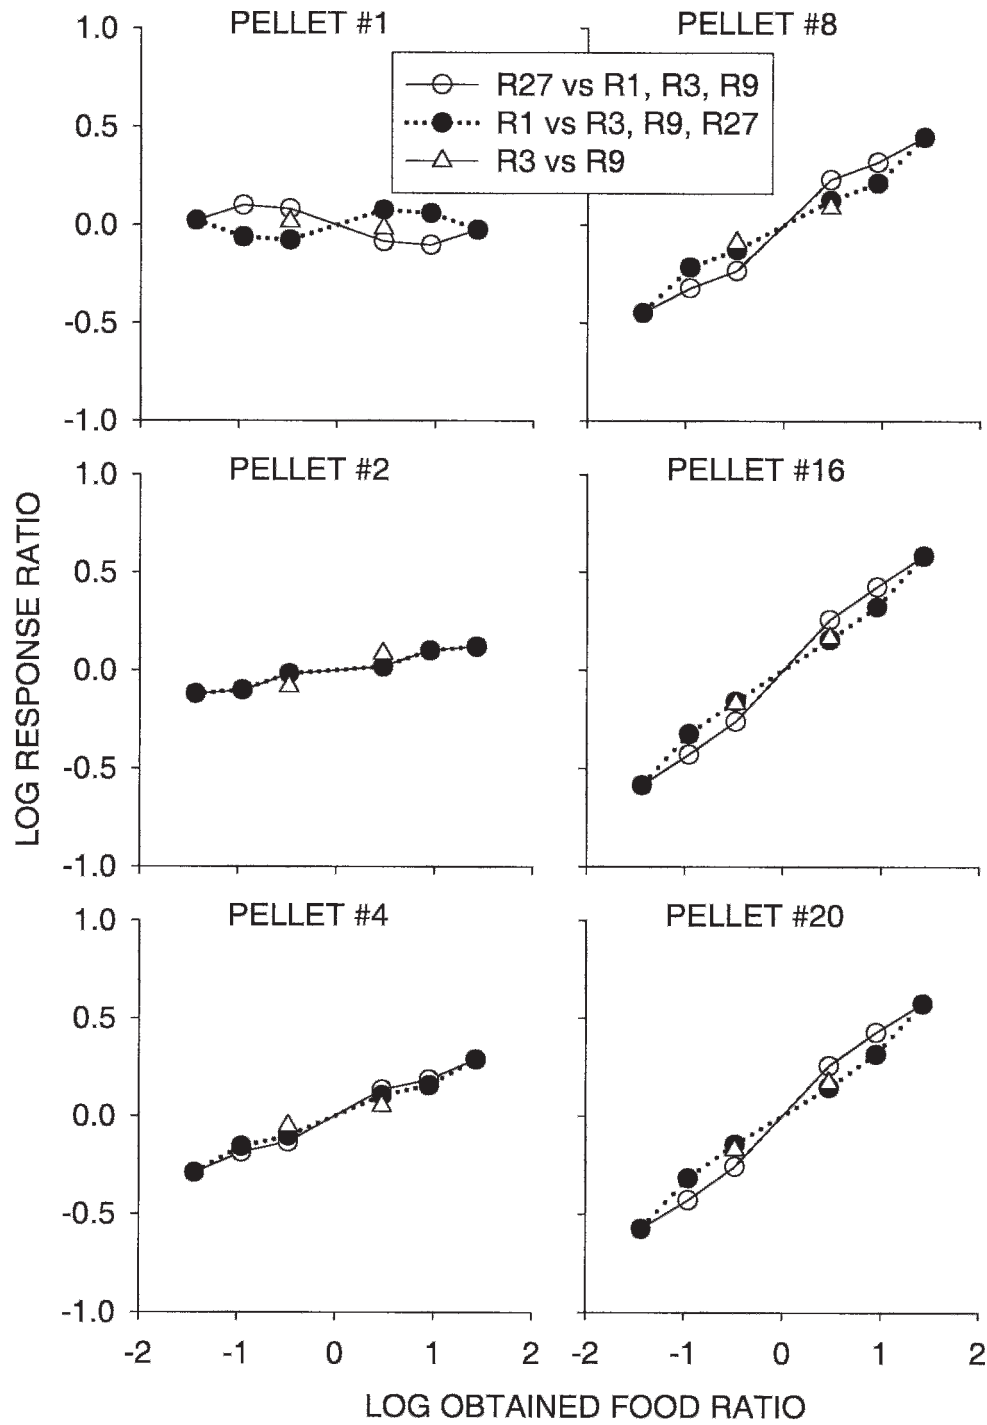 PELLET #1
PELLET #8
1.0
0.5
0.0
-0.5
-1.0
R27 vs R1, R3, R9
R1 vs R3, R9, R27
R3 vs R9
PELLET #2
PELLET #16
1.0
0.5
0.0
-0.5
-1.0
LOG RESPONSE RATIO
PELLET #4
PELLET #20
1.0
0.5
0.0
-0.5
-1.0
-2 -1 0 1 2
-2 -1 0 1 2
LOG OBTAINED FOOD RATIO